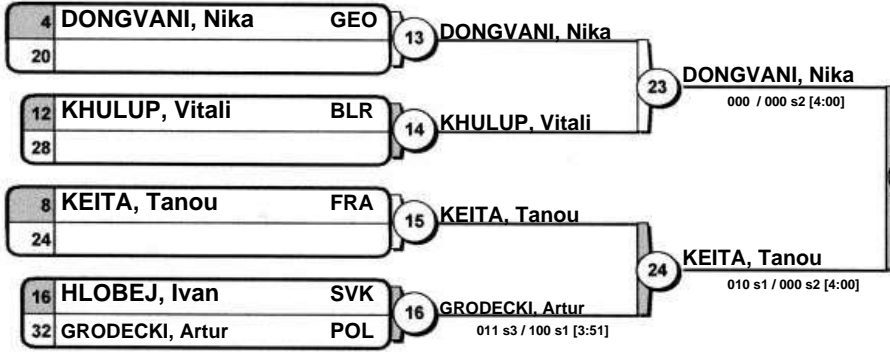 4 DONGVANI, Nika GEO
20
13 DONGVANI, Nika
12 KHULUP, Vitali BLR
28
14 KHULUP, Vitali
23 DONGVANI, Nika
000 / 000 s2 [4:00]
8 KEITA, Tanou FRA
24
15 KEITA, Tanou
16 HLOBEJ, Ivan SVK
32 GRODECKI, Artur POL
16 GRODECKI, Artur
011 s3 / 100 s1 [3:51]
24 KEITA, Tanou
010 s1 / 000 s2 [4:00]